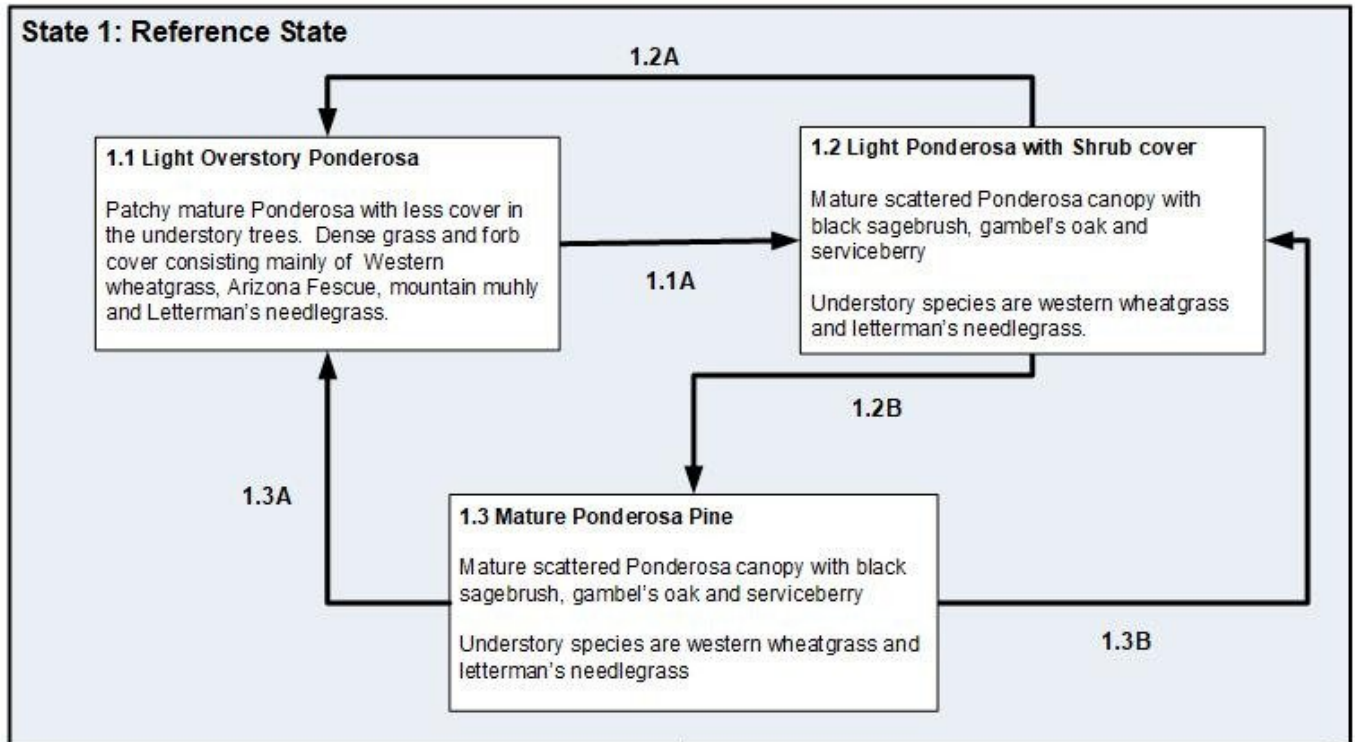 State 1: Reference State
1.2A
1.1 Light Overstory Ponderosa
Patchy mature Ponderosa with less cover in
the understory trees.  Dense grass and forb
cover consisting mainly of  Western
wheatgrass, Arizona Fescue, mountain muhly
and Letterman's needlegrass.
1.1A
1.2 Light Ponderosa with Shrub cover
Mature scattered Ponderosa canopy with
black sagebrush, gambel's oak and
serviceberry
Understory species are western wheatgrass
and letterman's needlegrass.
1.2B
1.3A
1.3 Mature Ponderosa Pine
Mature scattered Ponderosa canopy with black
sagebrush, gambel's oak and serviceberry
Understory species are western wheatgrass and
letterman's needlegrass
1.3B